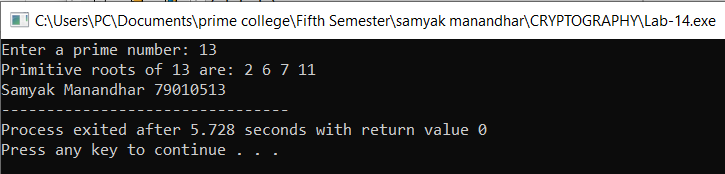 C:\Users\PC\Documents\prime college\Fifth Semester\samyak manandhar\CRYPTOGRAPHY\Lab-14.exe
Enter a prime number: 13
Primitive roots of 13 are: 2 6 7 11
Samyak Manandhar 79010513
--------------------------------
Process exited after 5.728 seconds with return value 0
Press any key to continue . . .